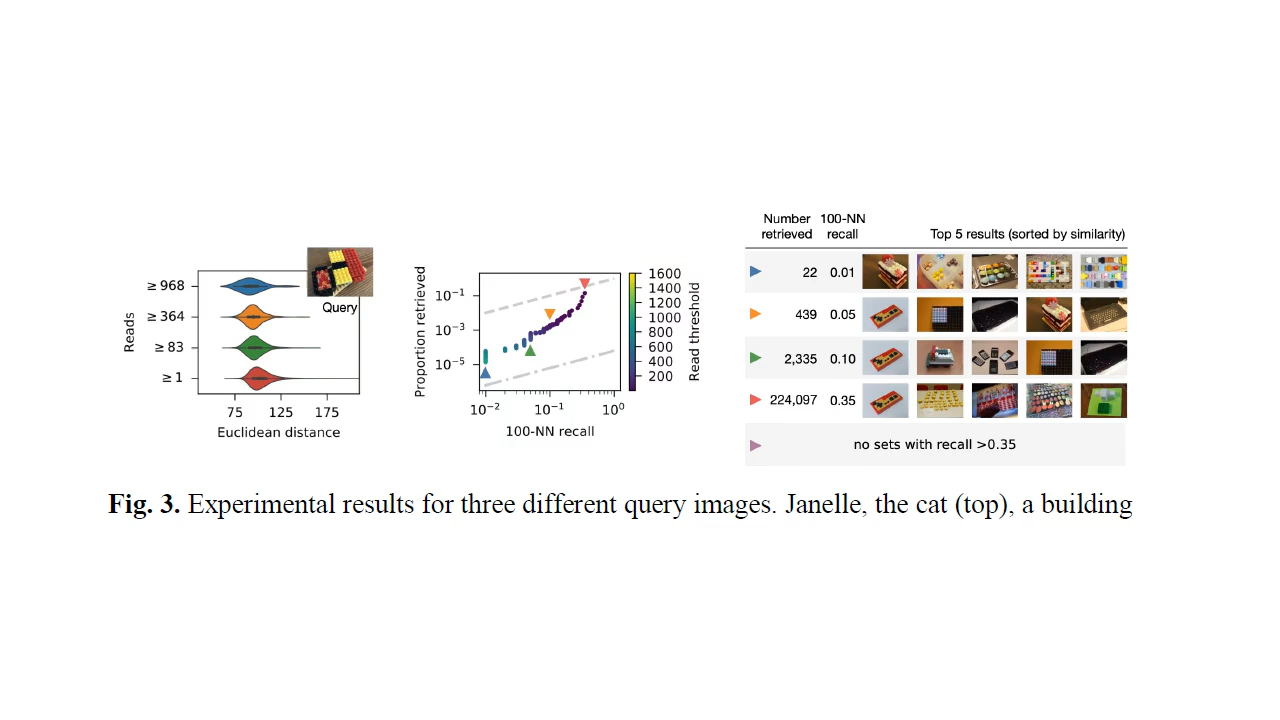 Reads
≥ 968
≥ 364
≥ 83
≥ 1
75 125 175
Euclidean distance
Query
Proportion retrieved
10⁻¹
10⁻³
10⁻⁵
10⁻² 10⁻¹ 10⁰
100-NN recall
1600
1400
1200
1000
800
600
400
200
Read threshold
Number retrieved 100-NN recall Top 5 results (sorted by similarity)
22 0.01
439 0.05
2,335 0.10
224,097 0.35
no sets with recall >0.35
Fig. 3. Experimental results for three different query images. Janelle, the cat (top), a building